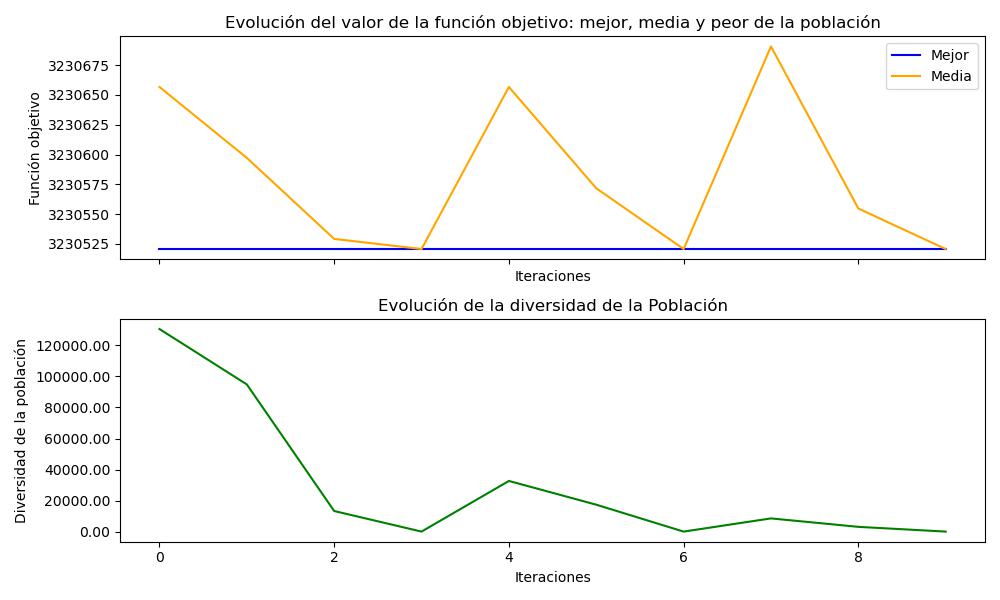 Evolución del valor de la función objetivo: mejor, media y peor de la población
Función objetivo
3230675
3230650
3230625
3230600
3230575
3230550
3230525
Mejor
Media
Iteraciones
Evolución de la diversidad de la Población
Diversidad de la población
120000.00
100000.00
80000.00
60000.00
40000.00
20000.00
0.00
0 2 4 6 8
Iteraciones